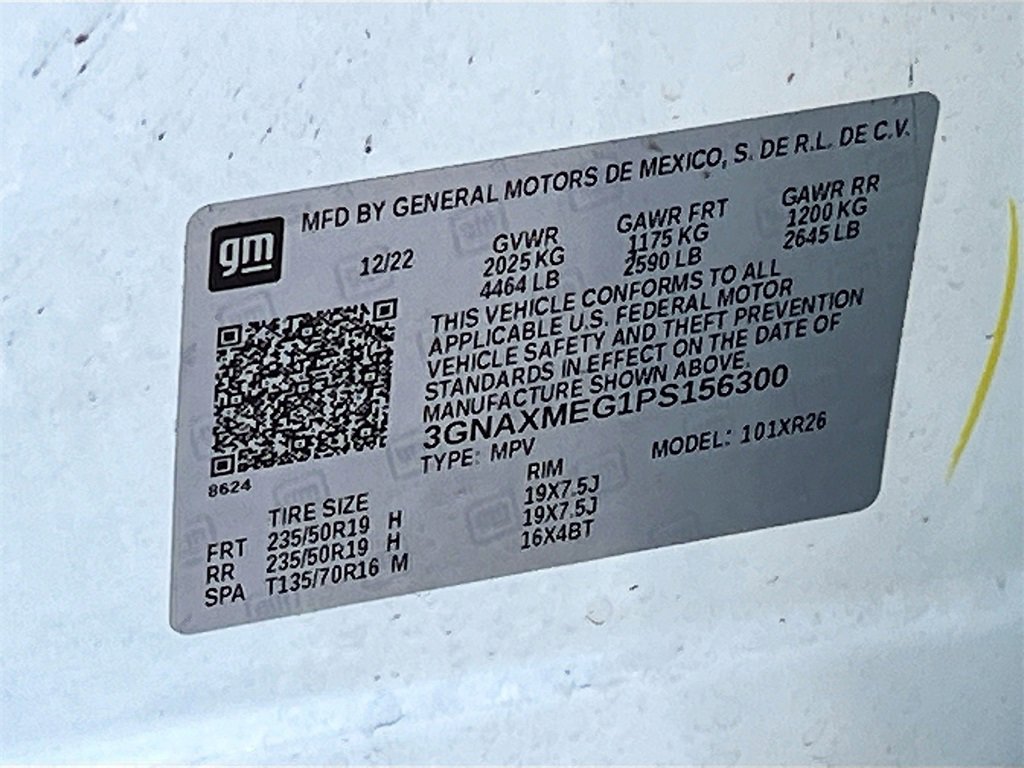 MFD BY GENERAL MOTORS DE MEXICO, S. DE R.L. DE C.V.
gm
12/22
GVWR
2025 KG
4464 LB
GAWR FRT
1175 KG
2590 LB
GAWR RR
1200 KG
2645 LB
THIS VEHICLE CONFORMS TO ALL
APPLICABLE U.S. FEDERAL MOTOR
VEHICLE SAFETY AND THEFT PREVENTION
STANDARDS IN EFFECT ON THE DATE OF
MANUFACTURE SHOWN ABOVE.
3GNAXMEG1PS156300
TYPE: MPV MODEL: 101XR26
8624
TIRE SIZE RIM
FRT 235/50R19 H 19X7.5J
RR 235/50R19 H 19X7.5J
SPA T135/70R16 M 16X4BT